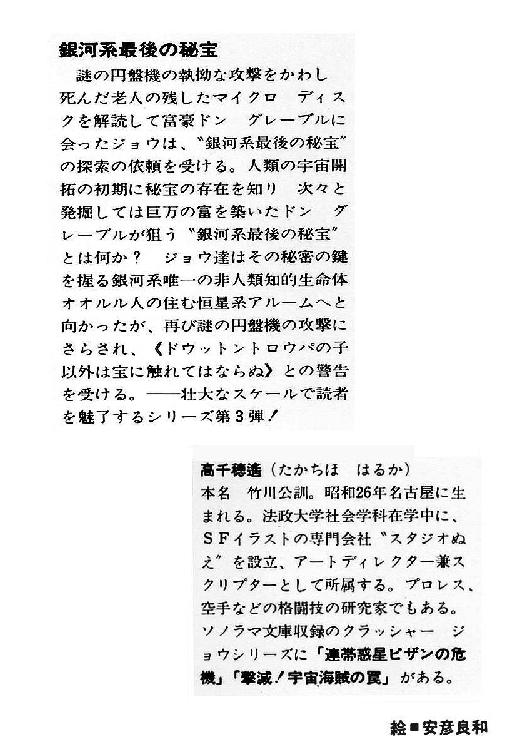 銀河系最後の秘宝
謎の円盤機の執拗な攻撃をかわし
死んだ老人の残したマイクロ ディス
クを解読して富豪ドン グレーブルに
会ったジョウは、〝銀河系最後の秘宝〟
の探索の依頼を受ける。人類の宇宙開
拓の初期に秘宝の存在を知り 次々と
発掘しては巨万の富を築いたドン グ
レーブルが狙う〝銀河系最後の秘宝〟
とは何か? ジョウ達はその秘密の鍵
を握る銀河系唯一の非人類知的生命体
オオルル人の住む恒星系アルームへと
向かったが、再び謎の円盤機の攻撃に
さらされ、《ドウットントロウパの子
以外は宝に触れてはならぬ》との警告
を受ける。——壮大なスケールで読者
を魅了するシリーズ第3弾!
高千穂遙(たかちほ はるか)
本名 竹川公訓。昭和26年名古屋に生
まれる。法政大学社会学科在学中に、
SFイラストの専門会社〝スタジオぬ
え〟を設立、アートディレクター兼ス
クリプターとして所属する。プロレス、
空手などの格闘技の研究家でもある。
ソノラマ文庫収録のクラッシャー ジ
ョウシリーズに「連帯惑星ピザンの危
機」「撃滅!宇宙海賊の罠」がある。
絵■安彦良和